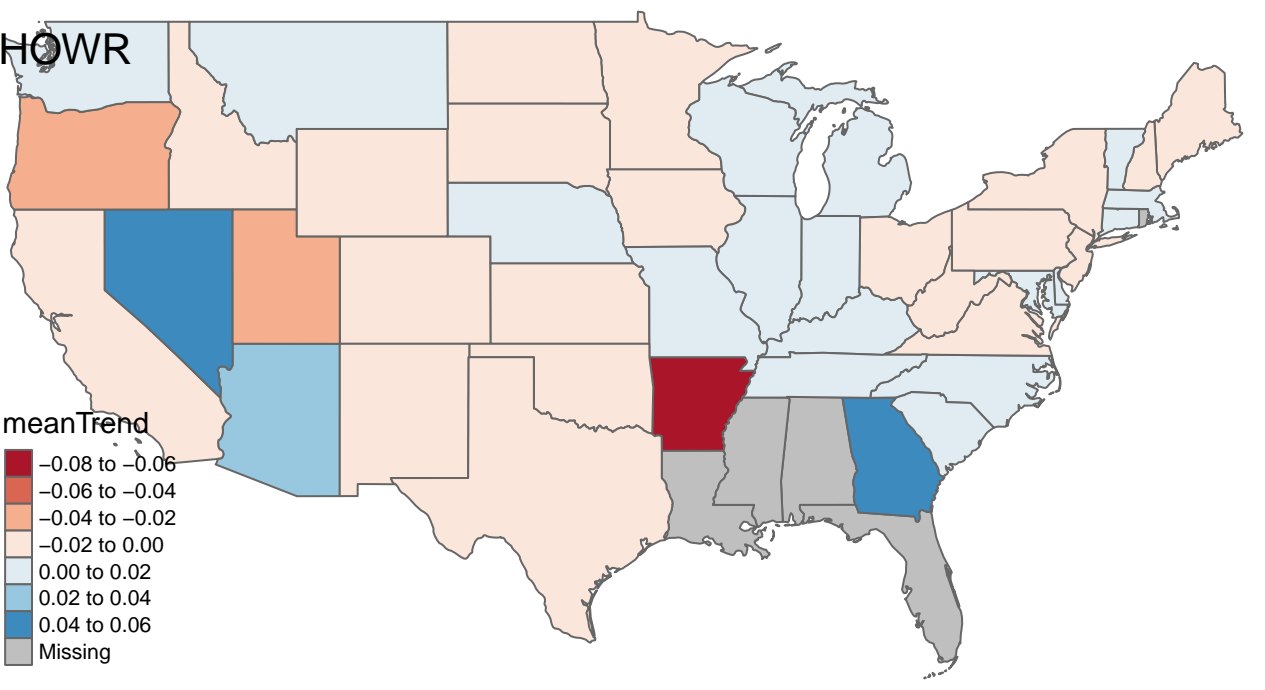 HOWR
meanTrend
−0.08 to −0.06
−0.06 to −0.04
−0.04 to −0.02
−0.02 to 0.00
0.00 to 0.02
0.02 to 0.04
0.04 to 0.06
Missing